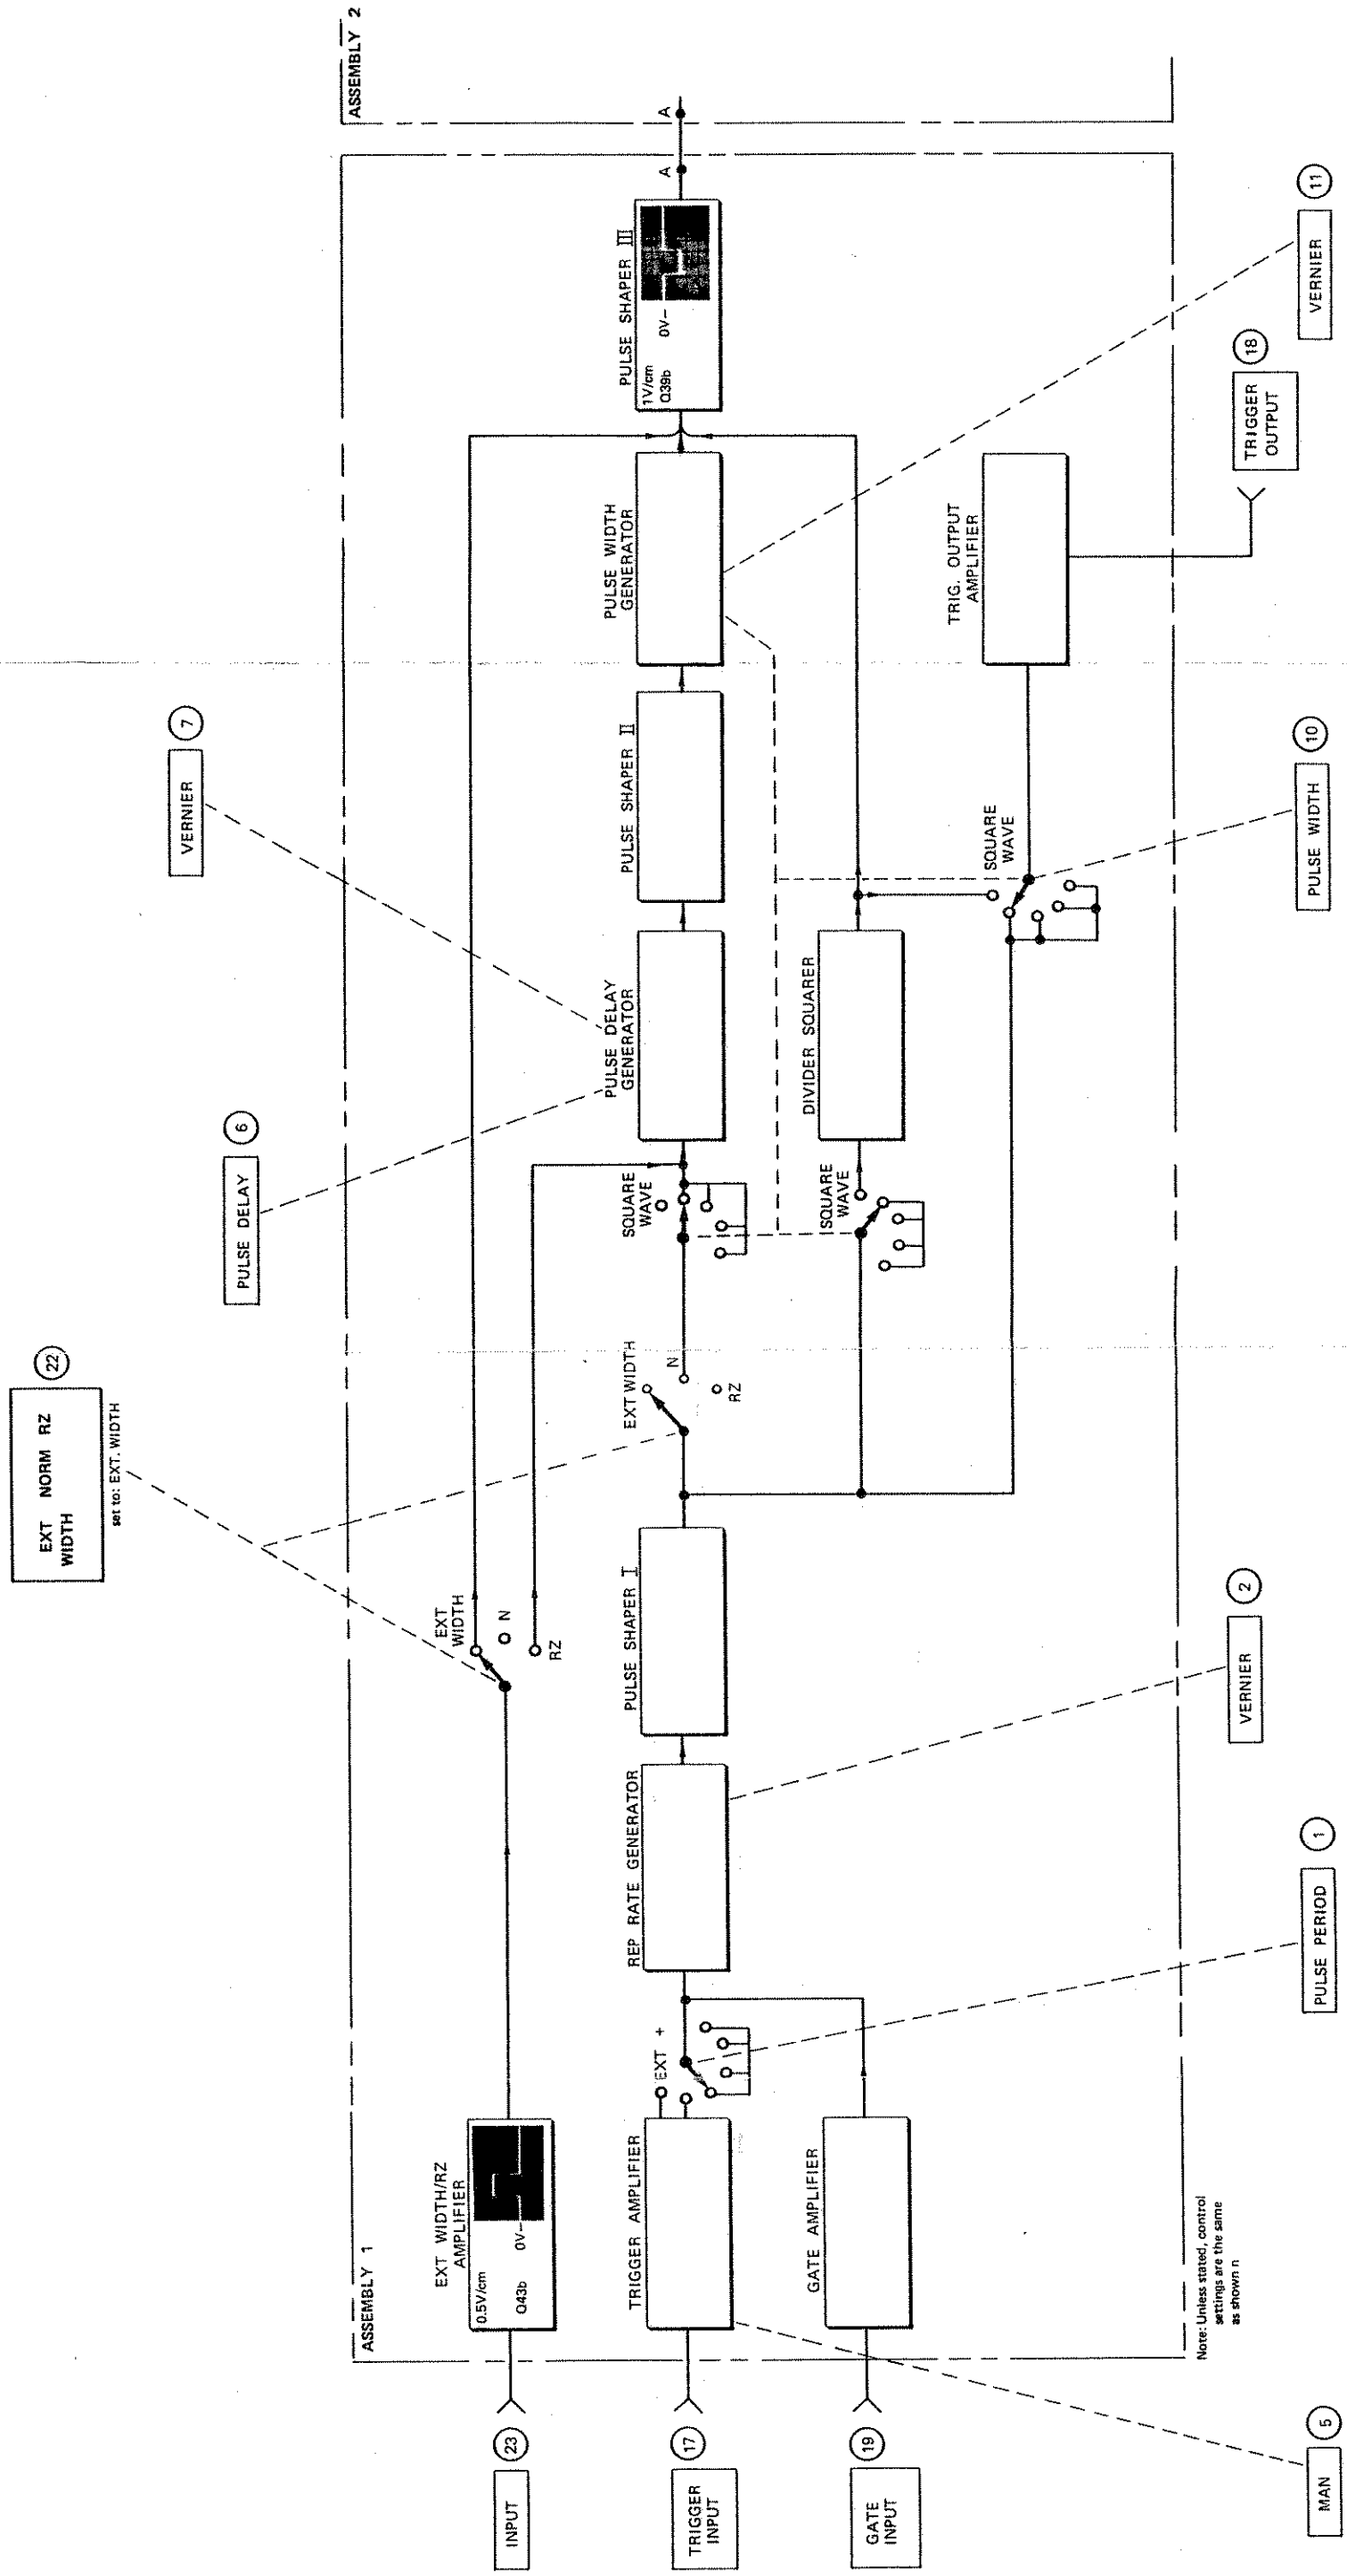 ASSEMBLY 2
ASSEMBLY 1
22
EXT NORM RZ
WIDTH
set to: EXT. WIDTH
PULSE DELAY
6
VERNIER
7
INPUT
23
EXT WIDTH/RZ
AMPLIFIER
0.5V/cm
Q43b
0V–
EXT
WIDTH
N
RZ
TRIGGER
INPUT
17
TRIGGER AMPLIFIER
EXT +
REP RATE GENERATOR
PULSE SHAPER I
EXT WIDTH
N
RZ
SQUARE
WAVE
PULSE DELAY
GENERATOR
PULSE SHAPER II
PULSE WIDTH
GENERATOR
PULSE SHAPER III
1V/cm
Q39b
0V–
A
A
GATE
INPUT
19
GATE AMPLIFIER
SQUARE
WAVE
DIVIDER SQUARER
SQUARE
WAVE
TRIG. OUTPUT
AMPLIFIER
TRIGGER
OUTPUT
18
Note: Unless stated, control
settings are the same
as shown n
MAN
5
PULSE PERIOD
1
VERNIER
2
PULSE WIDTH
10
VERNIER
11